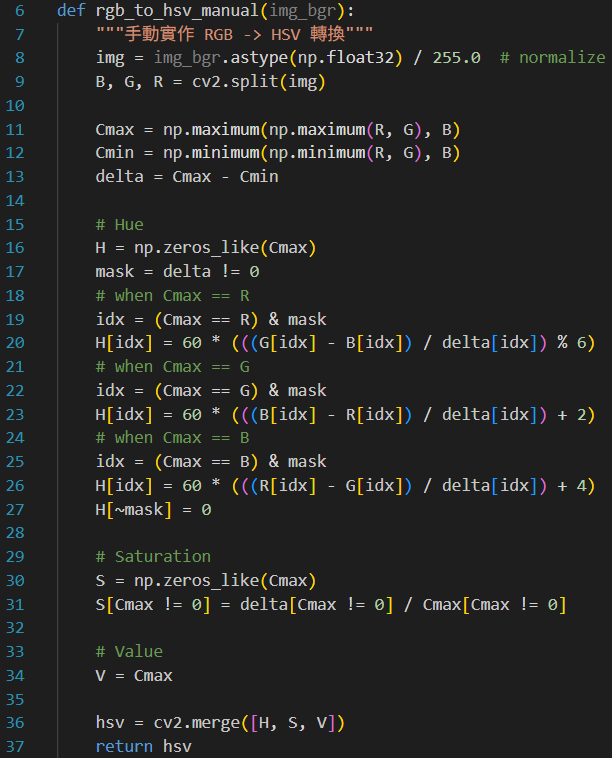 6 def rgb_to_hsv_manual(img_bgr):
7     """手動實作 RGB -> HSV 轉換"""
8     img = img_bgr.astype(np.float32) / 255.0  # normalize
9     B, G, R = cv2.split(img)
10
11     Cmax = np.maximum(np.maximum(R, G), B)
12     Cmin = np.minimum(np.minimum(R, G), B)
13     delta = Cmax - Cmin
14
15     # Hue
16     H = np.zeros_like(Cmax)
17     mask = delta != 0
18     # when Cmax == R
19     idx = (Cmax == R) & mask
20     H[idx] = 60 * (((G[idx] - B[idx]) / delta[idx]) % 6)
21     # when Cmax == G
22     idx = (Cmax == G) & mask
23     H[idx] = 60 * (((B[idx] - R[idx]) / delta[idx]) + 2)
24     # when Cmax == B
25     idx = (Cmax == B) & mask
26     H[idx] = 60 * (((R[idx] - G[idx]) / delta[idx]) + 4)
27     H[~mask] = 0
28
29     # Saturation
30     S = np.zeros_like(Cmax)
31     S[Cmax != 0] = delta[Cmax != 0] / Cmax[Cmax != 0]
32
33     # Value
34     V = Cmax
35
36     hsv = cv2.merge([H, S, V])
37     return hsv